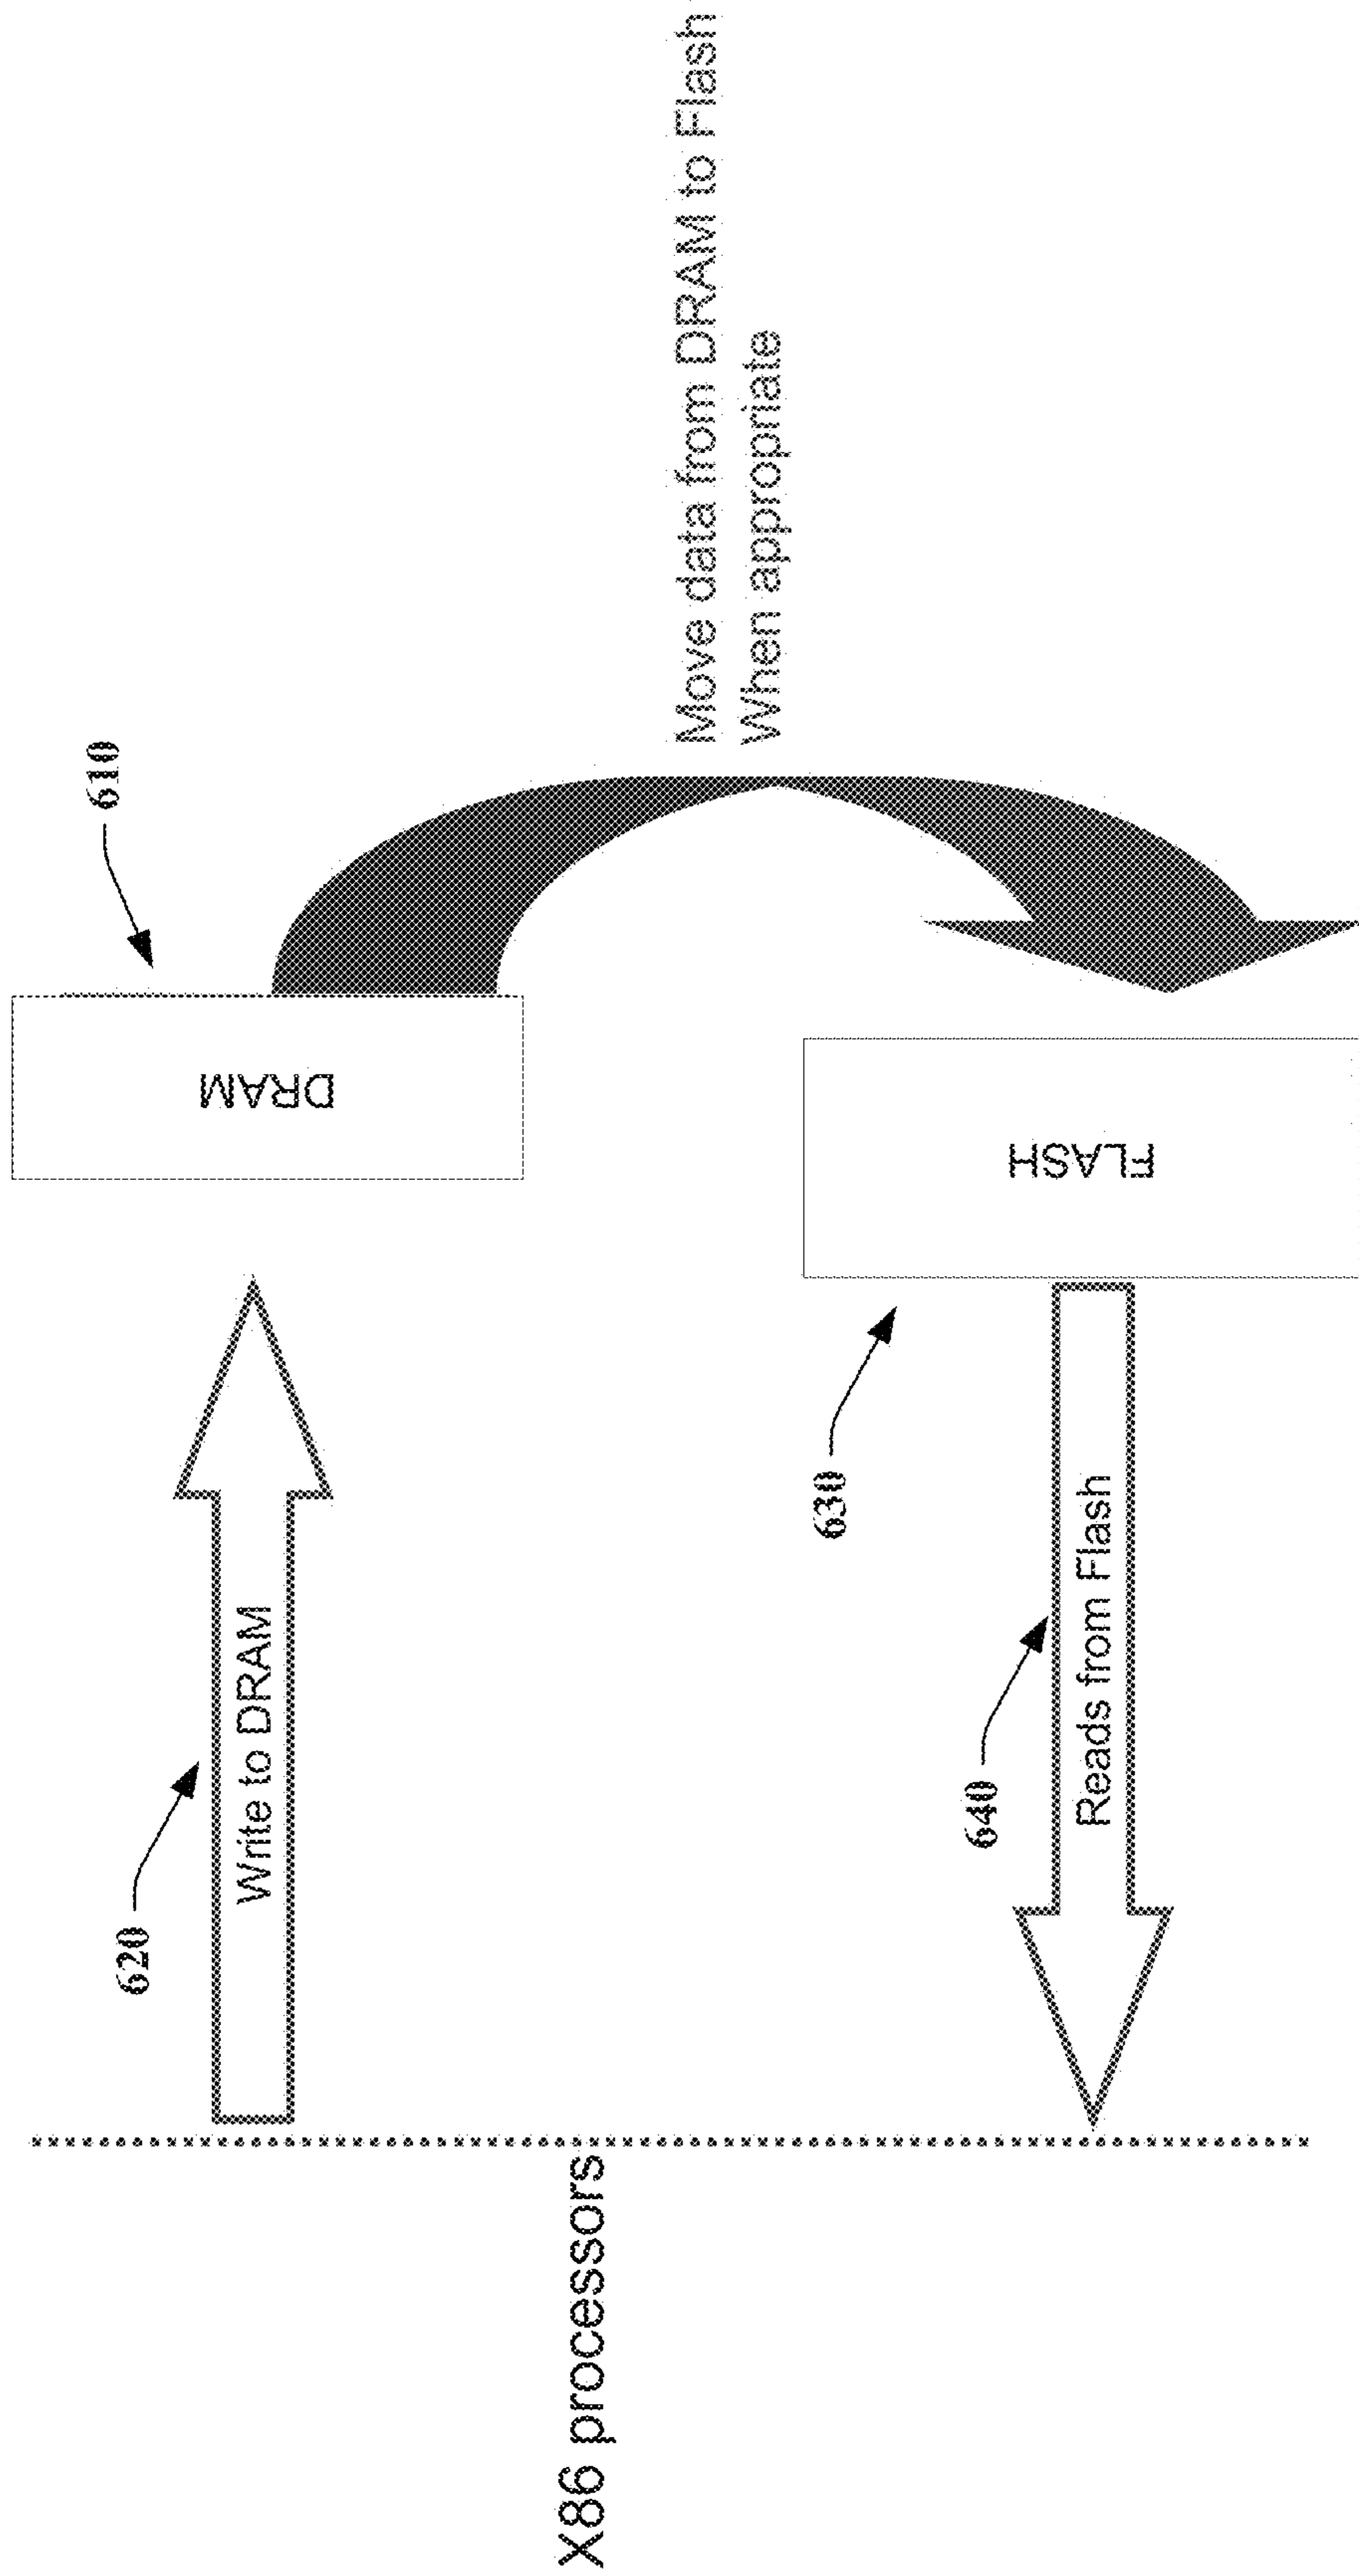 X86 processors
620
Write to DRAM
610
DRAM
Move data from DRAM to Flash
When appropriate
630
FLASH
640
Reads from Flash